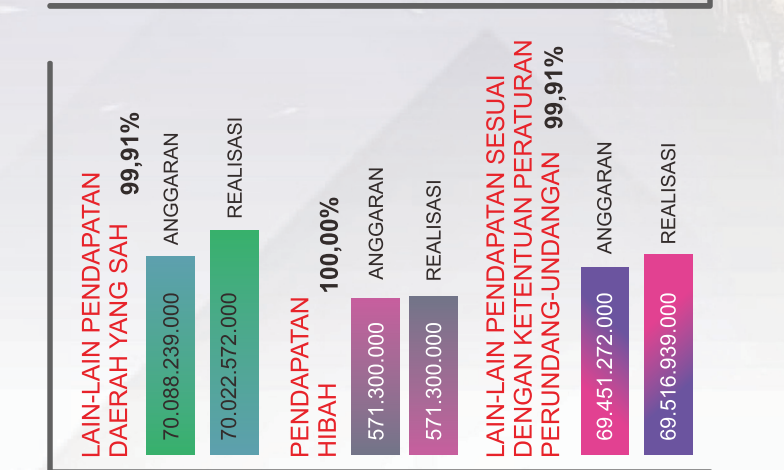 LAIN-LAIN PENDAPATAN
DAERAH YANG SAH 99,91%
ANGGARAN
70.088.239.000
REALISASI
70.022.572.000
PENDAPATAN
HIBAH 100,00%
ANGGARAN
571.300.000
REALISASI
571.300.000
LAIN-LAIN PENDAPATAN SESUAI
DENGAN KETENTUAN PERATURAN
PERUNDANG-UNDANGAN 99,91%
ANGGARAN
69.451.272.000
REALISASI
69.516.939.000